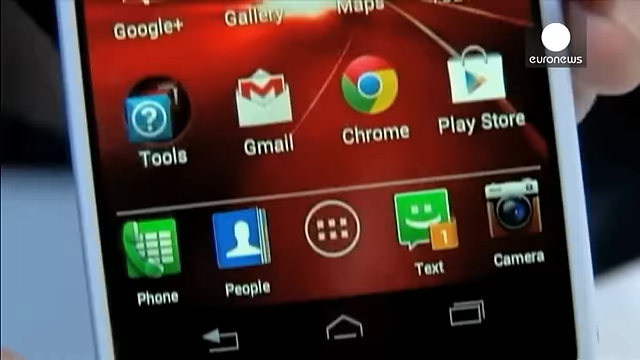 Google+
Gallery
Maps
euronews
Tools
Gmail
Chrome
Play Store
1
Phone
People
Text
Camera